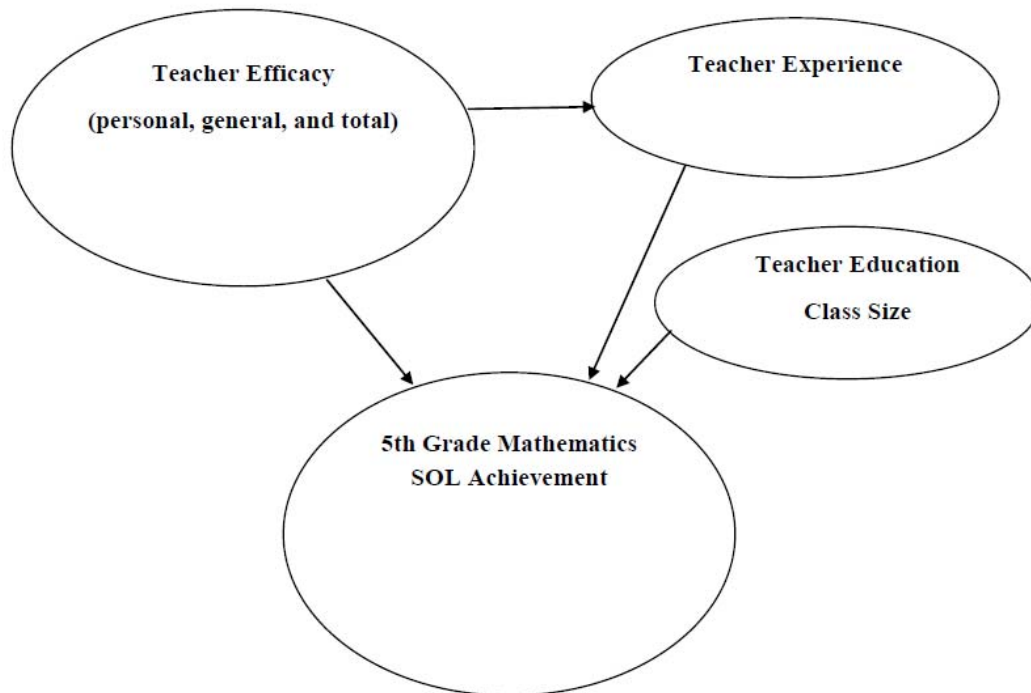 Teacher Efficacy
(personal, general, and total)
Teacher Experience
Teacher Education
Class Size
5th Grade Mathematics
SOL Achievement